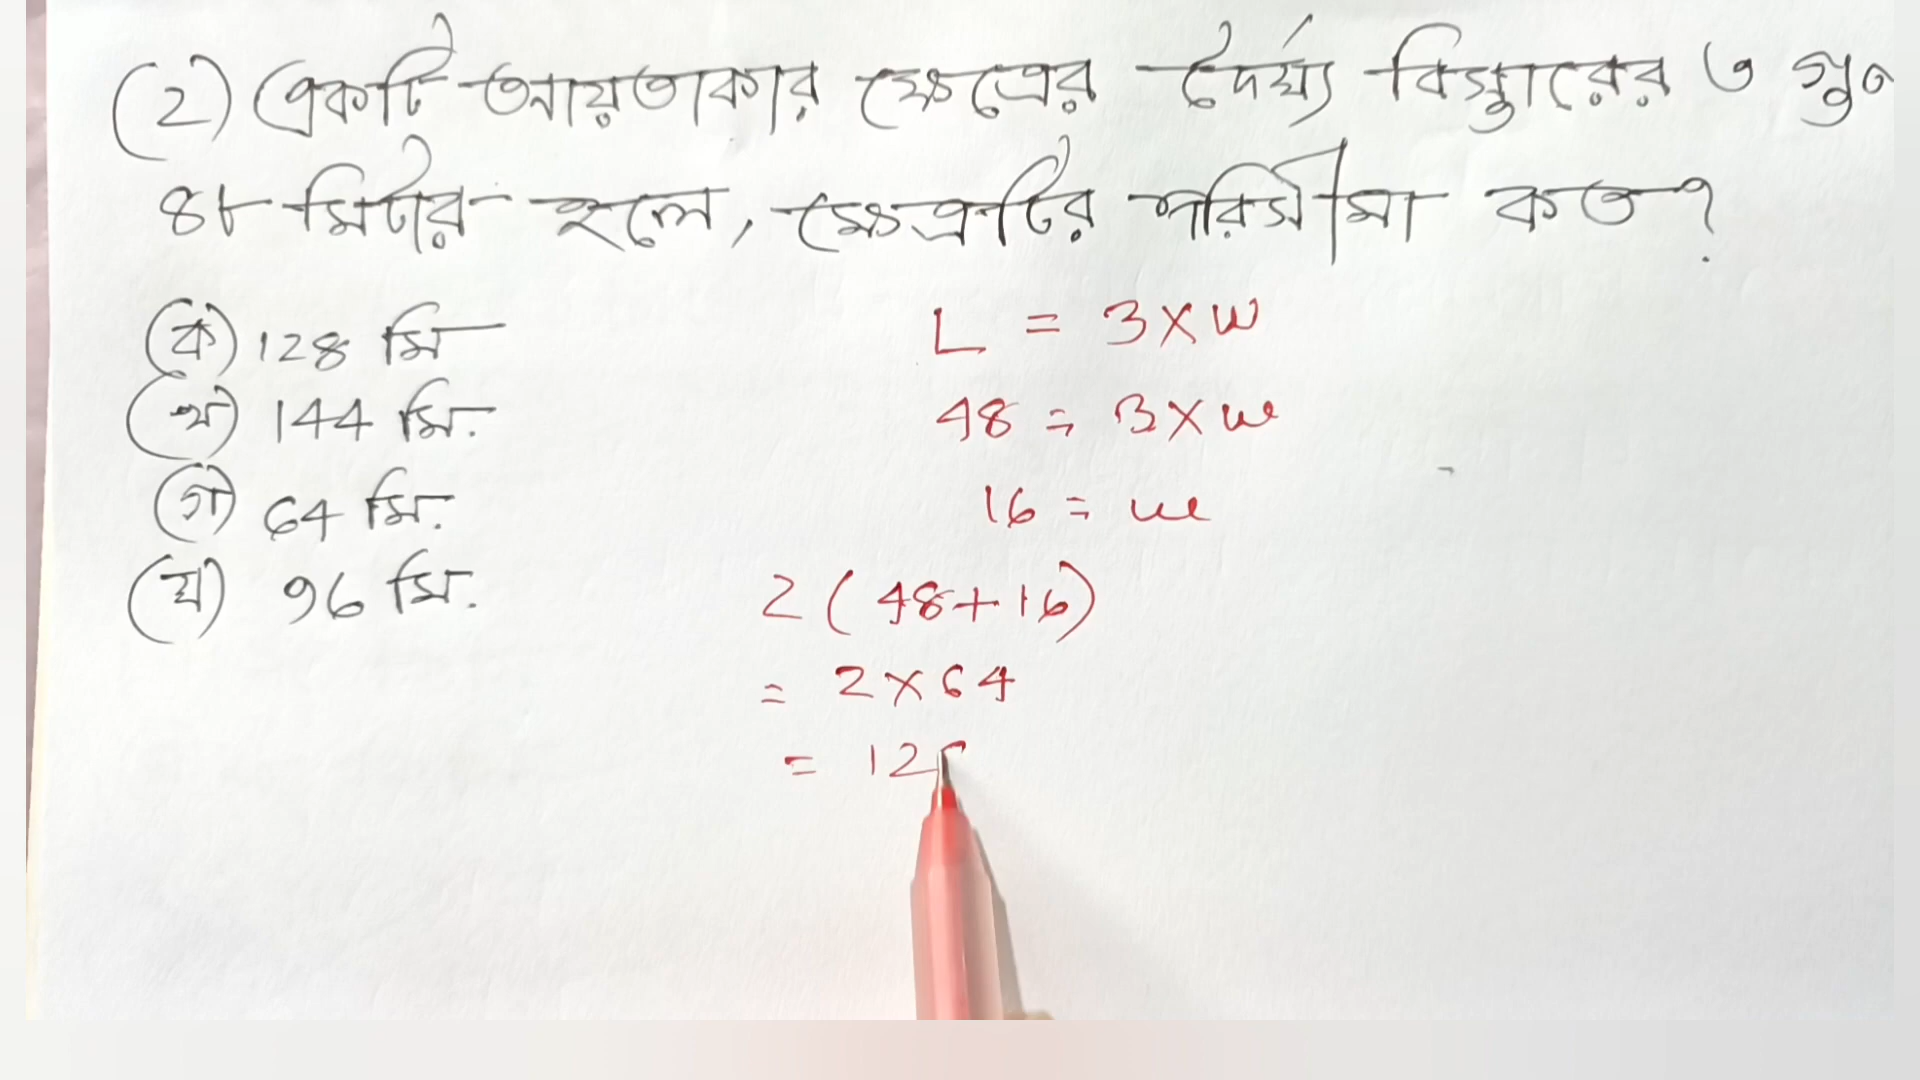 (2) একটি আয়তাকার ক্ষেত্রের দৈর্ঘ্য বিস্তারের ৩ গুণ
৪৮ মিটার হলে, ক্ষেত্রটির পরিসীমা কত?
(ক) 128 মি
(খ) 144 মি.
(গ) 64 মি.
(ঘ) 96 মি.
L = 3 × w
48 = 3 × w
16 = w
2 (48 + 16)
= 2 × 64
= 12